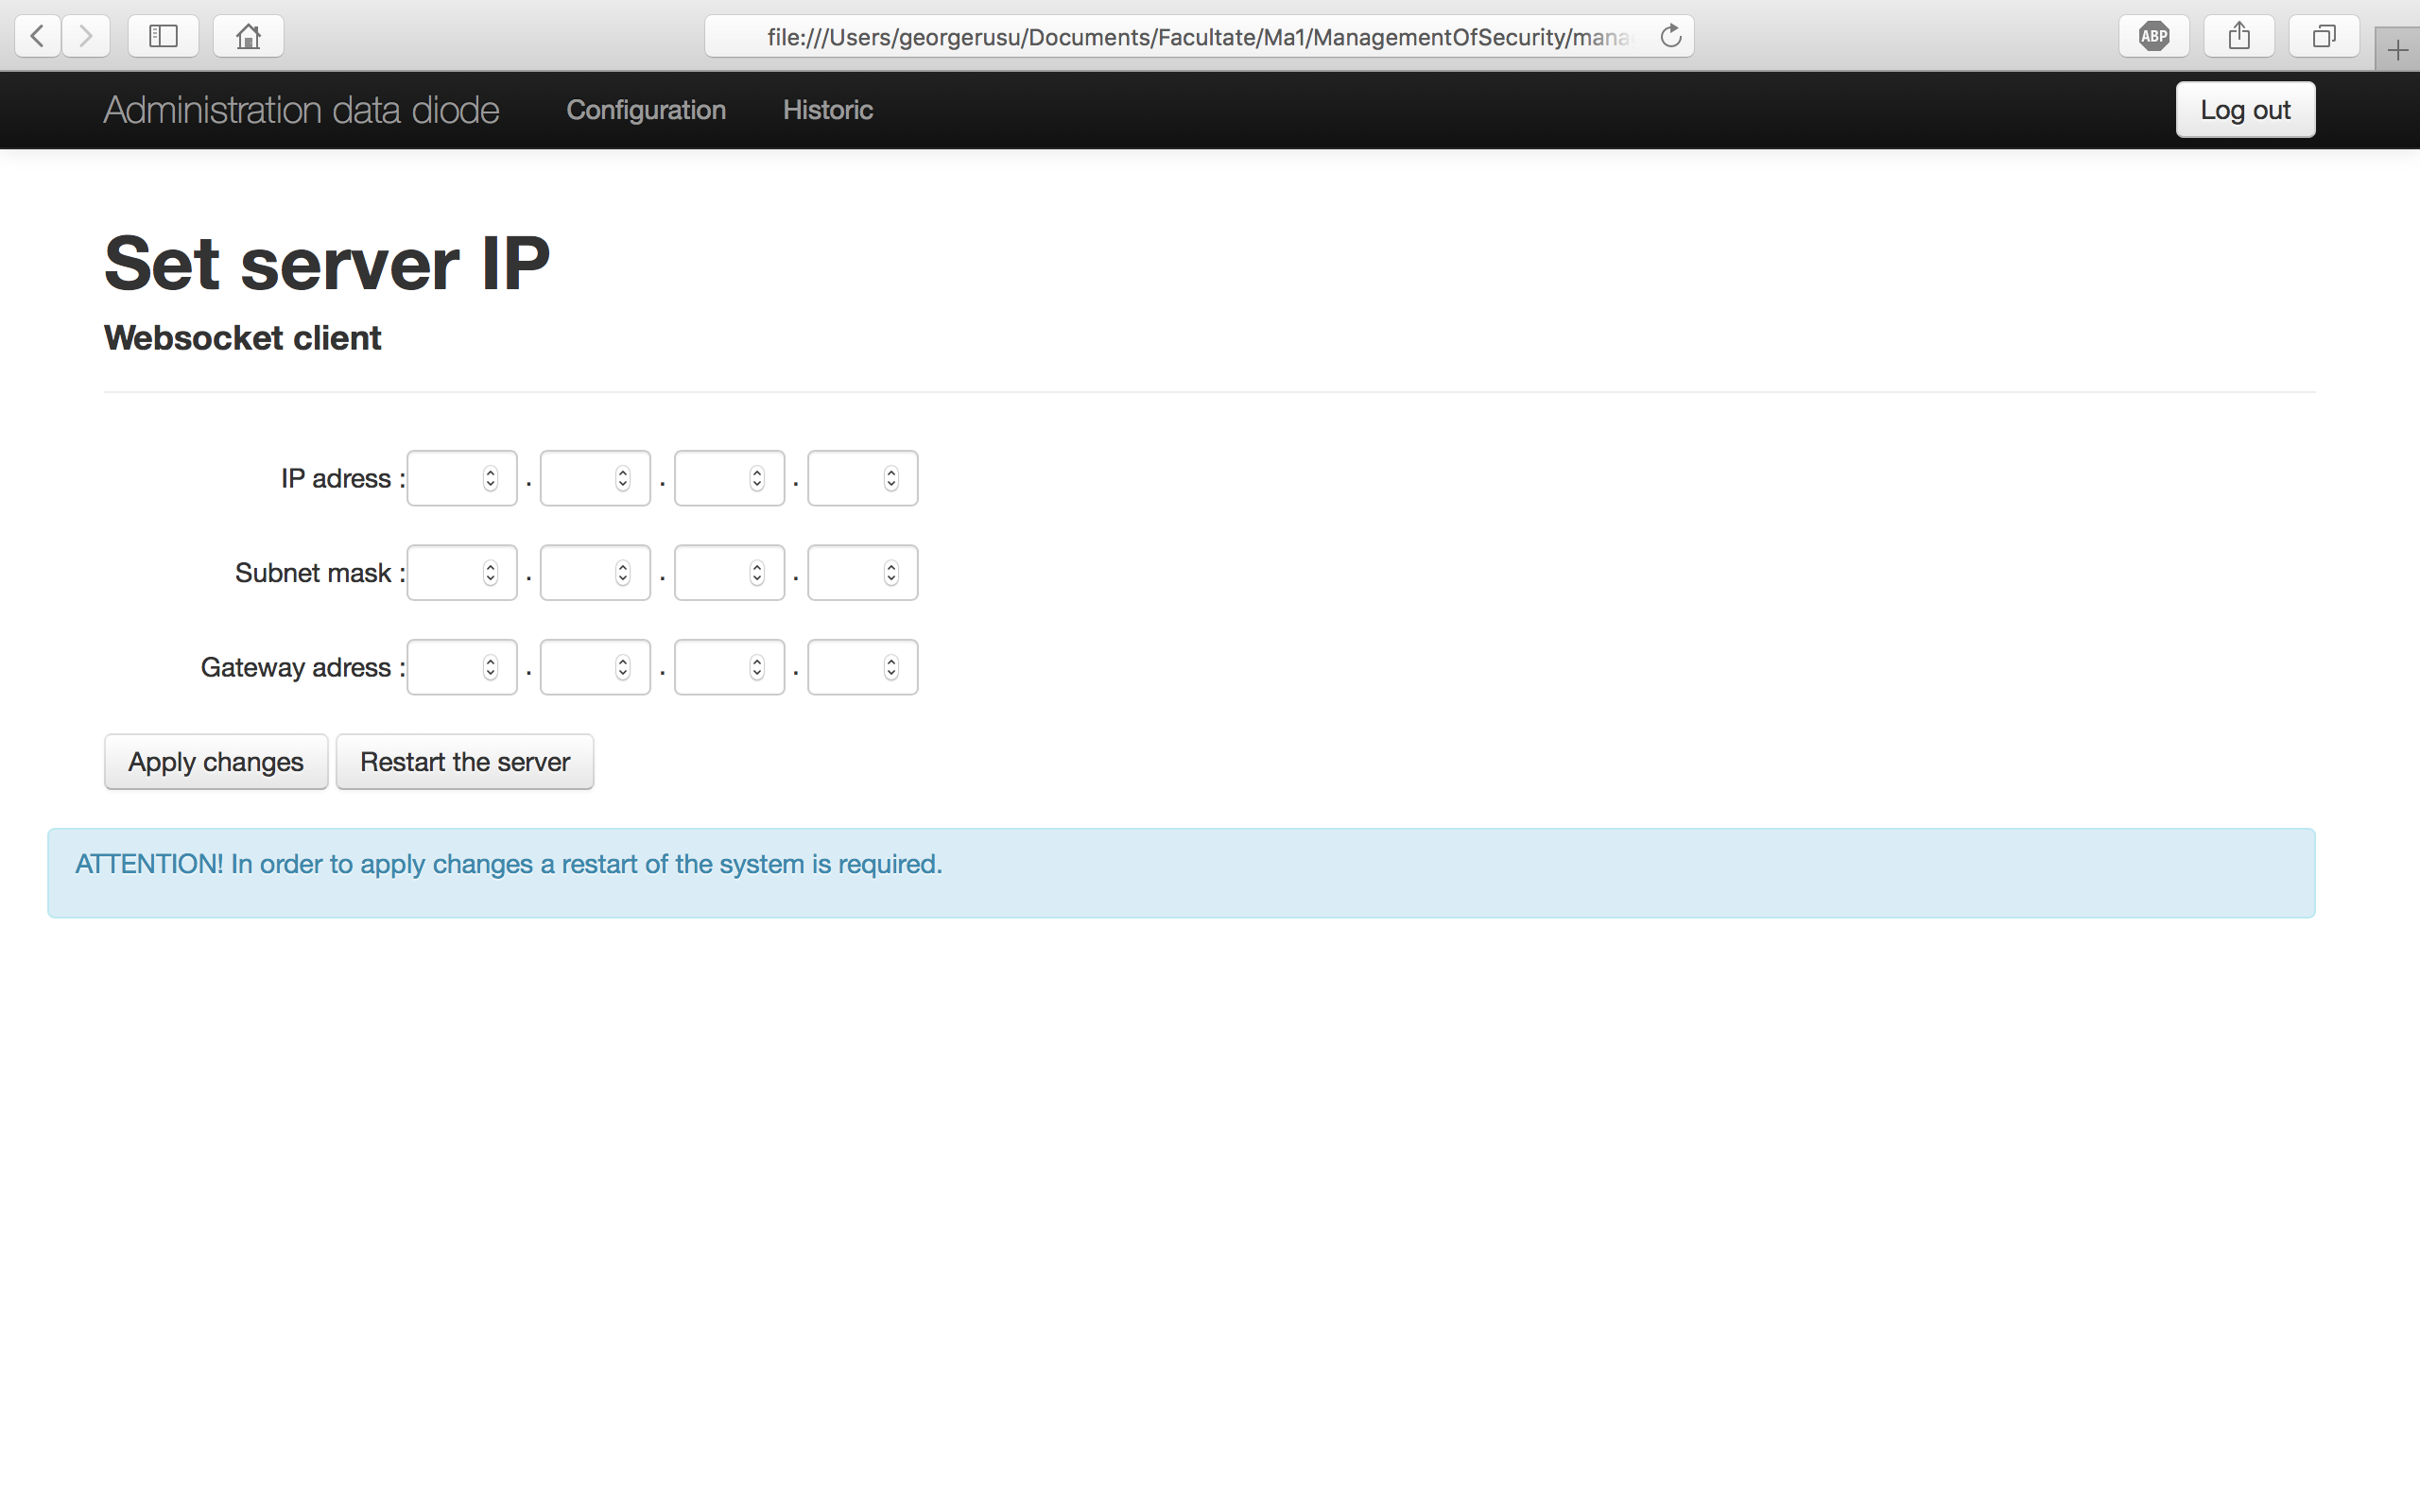 file:///Users/georgerusu/Documents/Facultate/Ma1/ManagementOfSecurity/mana
ABP
Administration data diode Configuration Historic Log out
Set server IP
Websocket client
IP adress : . . .
Subnet mask : . . .
Gateway adress : . . .
Apply changes Restart the server
ATTENTION! In order to apply changes a restart of the system is required.